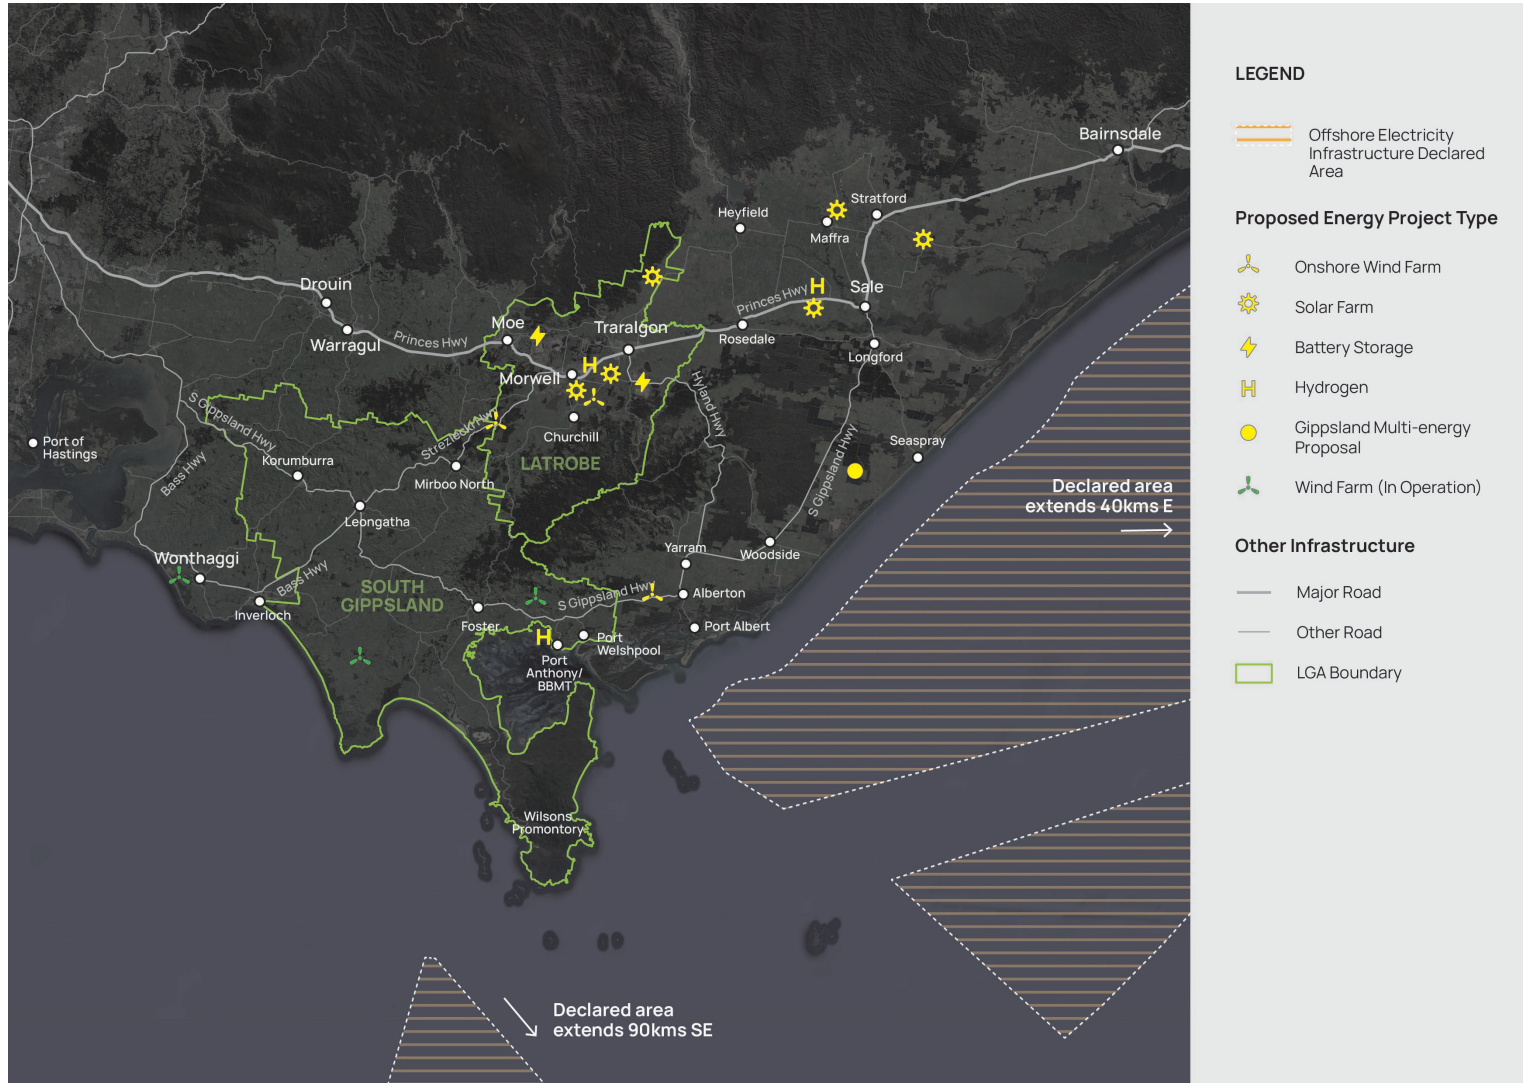 Bairnsdale
Stratford
Heyfield
Maffra
Drouin
Sale
Princes Hwy
Moe
Traralgon
Warragul
Princes Hwy
Rosedale
Longford
Morwell
S Gippsland Hwy
Hyland Hwy
Strezlecki Hwy
Churchill
Port of
Hastings
Seaspray
Korumburra
LATROBE
Bass Hwy
S Gippsland Hwy
Mirboo North
Declared area
extends 40kms E
Leongatha
Yarram
Woodside
Wonthaggi
Bass Hwy
SOUTH
GIPPSLAND
S Gippsland Hwy
Alberton
Inverloch
Foster
H
Port
Welshpool
Port Albert
Port
Anthony/
BBMT
Wilsons
Promontory
Declared area
extends 90kms SE
LEGEND
Offshore Electricity
Infrastructure Declared
Area
Proposed Energy Project Type
Onshore Wind Farm
Solar Farm
Battery Storage
H
Hydrogen
Gippsland Multi-energy
Proposal
Wind Farm (In Operation)
Other Infrastructure
Major Road
Other Road
LGA Boundary